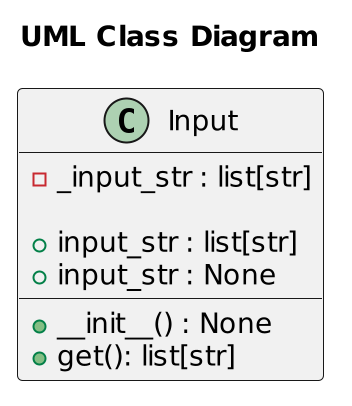 UML Class Diagram
C Input
_input_str : list[str]
input_str : list[str]
input_str : None
__init__() : None
get(): list[str]